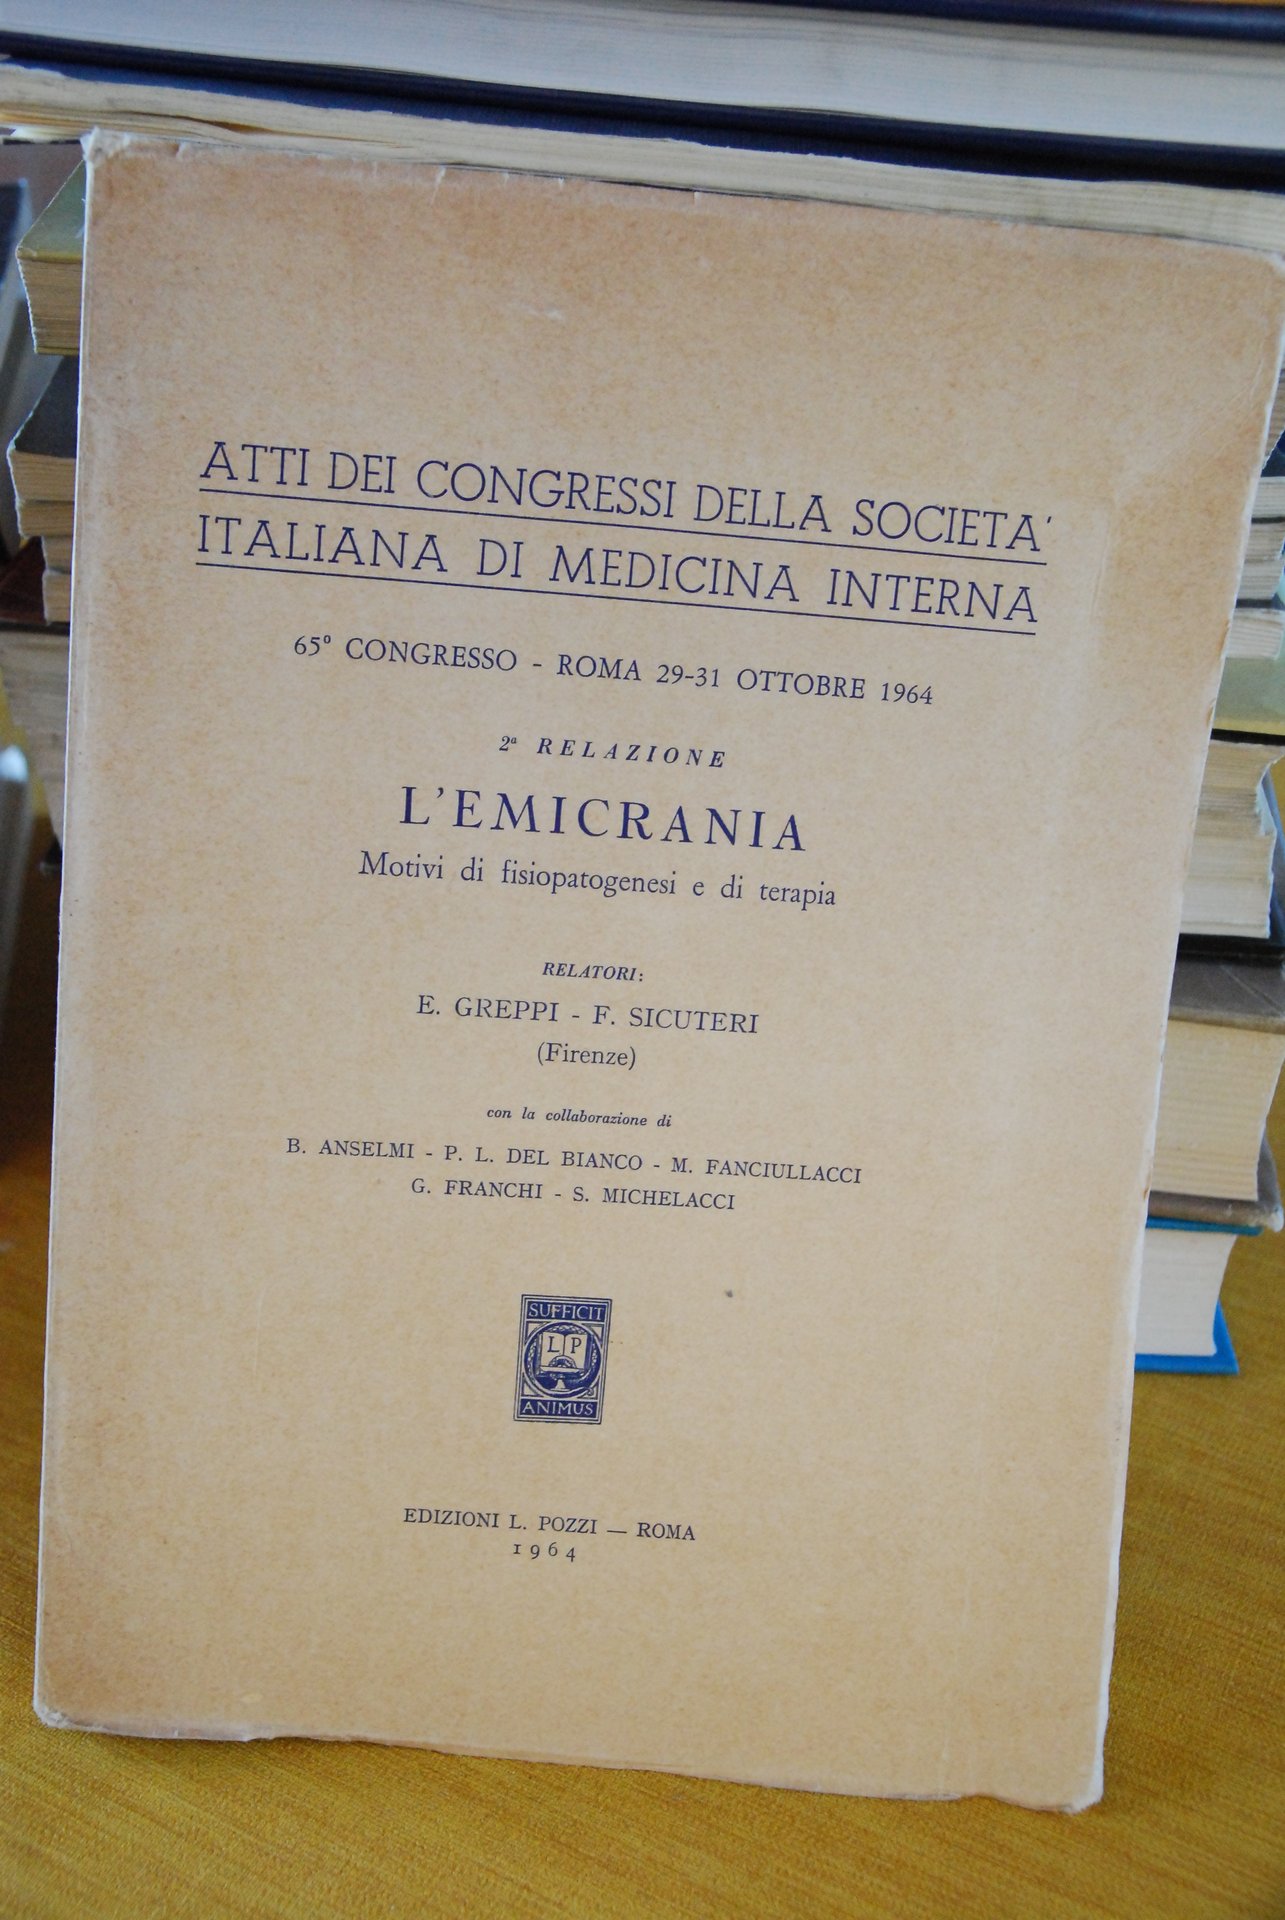 ATTI DEI CONGRESSI DELLA SOCIETA'
ITALIANA DI MEDICINA INTERNA
65º CONGRESSO - ROMA 29-31 OTTOBRE 1964
2ª RELAZIONE
L'EMICRANIA
Motivi di fisiopatogenesi e di terapia
RELATORI:
E. GREPPI - F. SICUTERI
(Firenze)
con la collaborazione di
B. ANSELMI - P. L. DEL BIANCO - M. FANCIULLACCI
G. FRANCHI - S. MICHELACCI
SUFFICIT
L P
ANIMUS
EDIZIONI L. POZZI — ROMA
1964